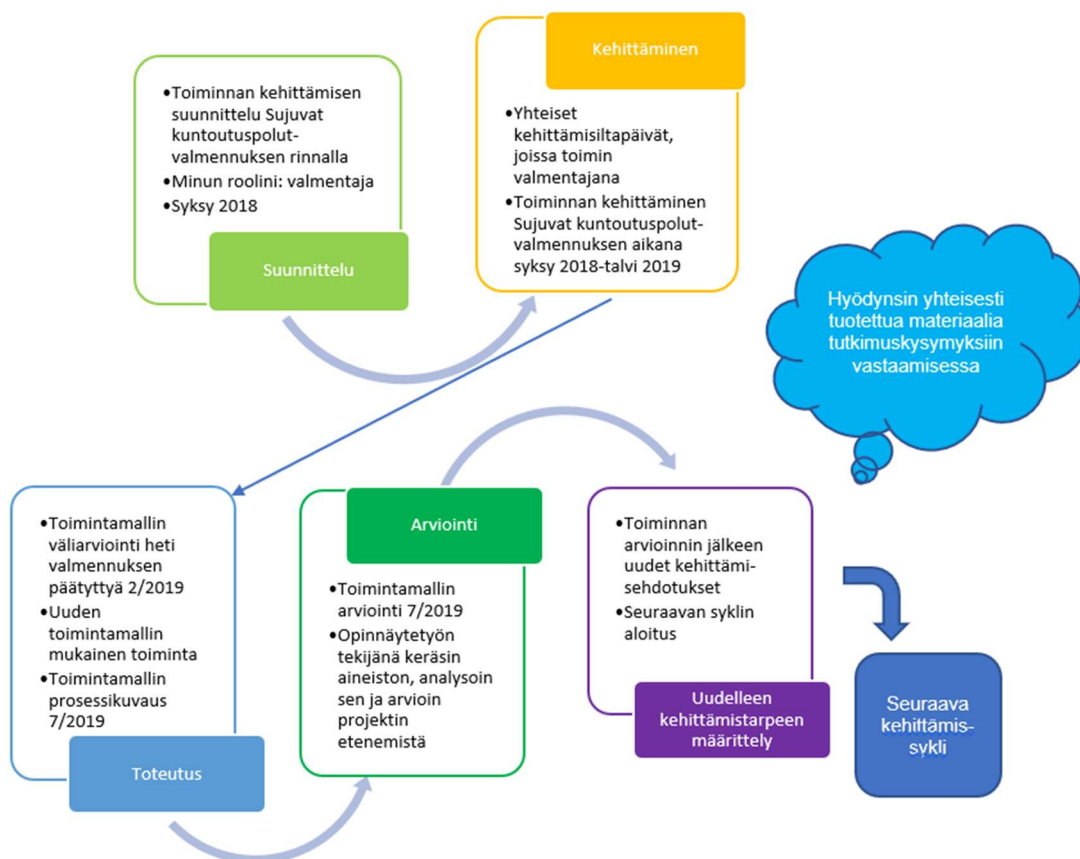 •Toiminnan kehittämisen
suunnittelu Sujuvat
kuntoutuspolut-
valmennuksen rinnalla
•Minun roolini: valmentaja
•Syksy 2018
Suunnittelu
Kehittäminen
•Yhteiset
kehittämisiltapäivät,
joissa toimin
valmentajana
•Toiminnan kehittäminen
Sujuvat kuntoutuspolut-
valmennuksen aikana
syksy 2018-talvi 2019
Hyödynsin yhteisesti
tuotettua materiaalia
tutkimuskysymyksiin
vastaamisessa
•Toimintamallin
väliarviointi heti
valmennuksen
päätyttyä 2/2019
•Uuden
toimintamallin
mukainen toiminta
•Toimintamallin
prosessikuvaus
7/2019
Toteutus
Arviointi
•Toimintamallin
arviointi 7/2019
•Opinnäytetyön
tekijänä keräsin
aineiston, analysoin
sen ja arvioin
projektin
etenemistä
•Toiminnan
arvioinnin jälkeen
uudet kehittämi-
sehdotukset
•Seuraavan syklin
aloitus
Uudelleen
kehittämistarpeen
määrittely
Seuraava
kehittämis-
sykli